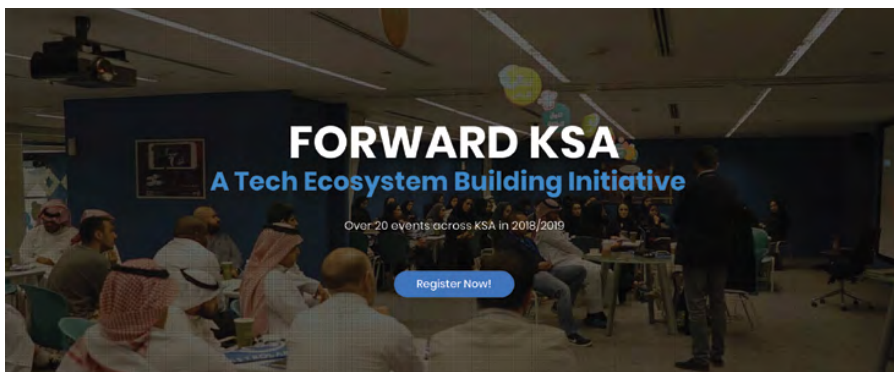 FORWARD KSA
A Tech Ecosystem Building Initiative
Over 20 events across KSA in 2018/2019
Register Now!